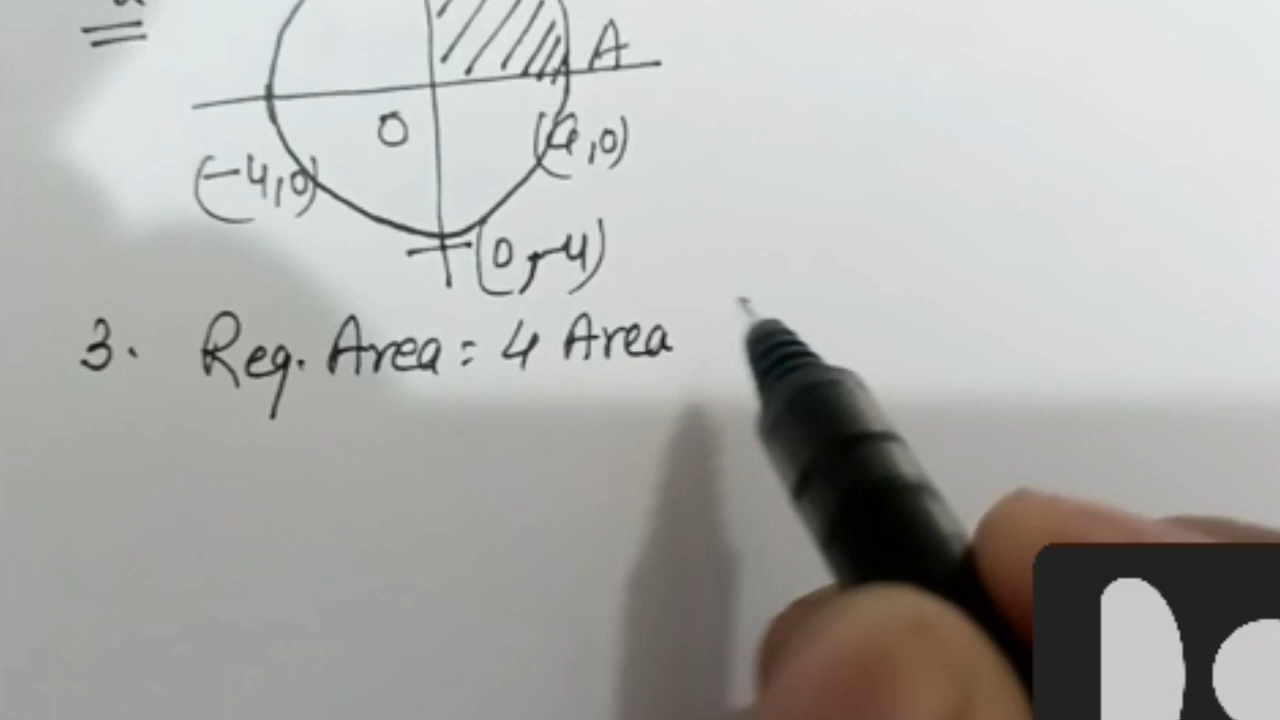 A
O
(4,0)
(-4,0)
(0,-4)
3. Req. Area = 4 Area